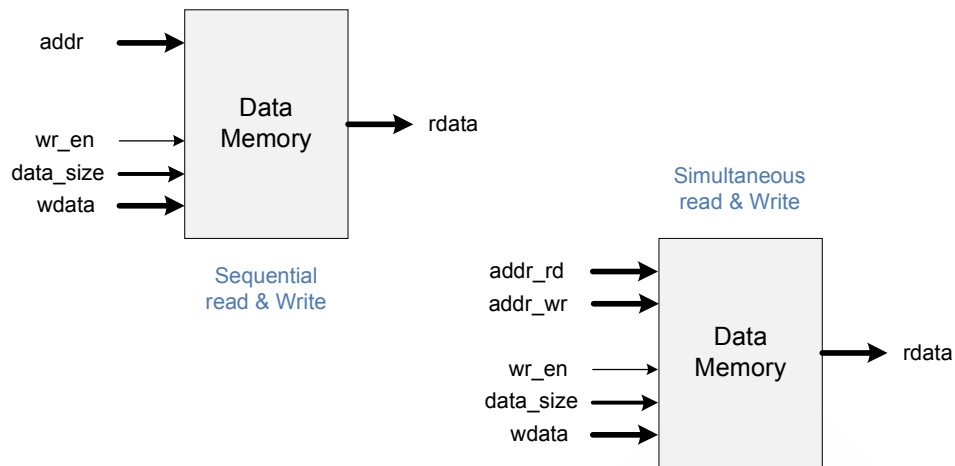 addr
Data
Memory
rdata
wr_en
data_size
wdata
Sequential
read & Write
Simultaneous
read & Write
addr_rd
addr_wr
Data
Memory
rdata
wr_en
data_size
wdata